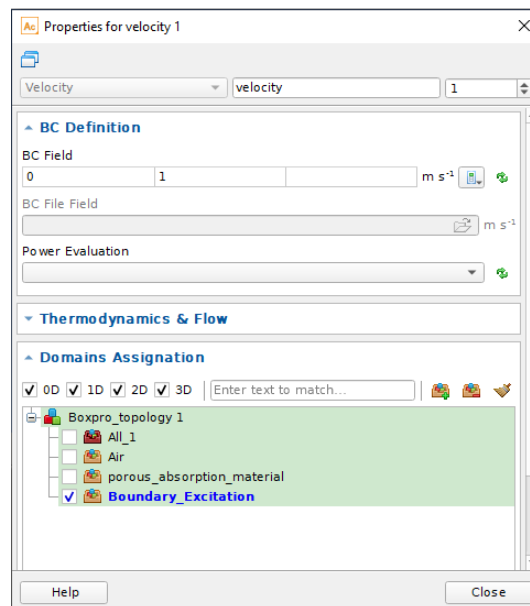 Ac Properties for velocity 1
Velocity velocity 1
BC Definition
BC Field
0 1 m s⁻¹
BC File Field
m s⁻¹
Power Evaluation
Thermodynamics & Flow
Domains Assignation
0D 1D 2D 3D Enter text to match...
Boxpro_topology 1
All_1
Air
porous_absorption_material
Boundary_Excitation
Help Close